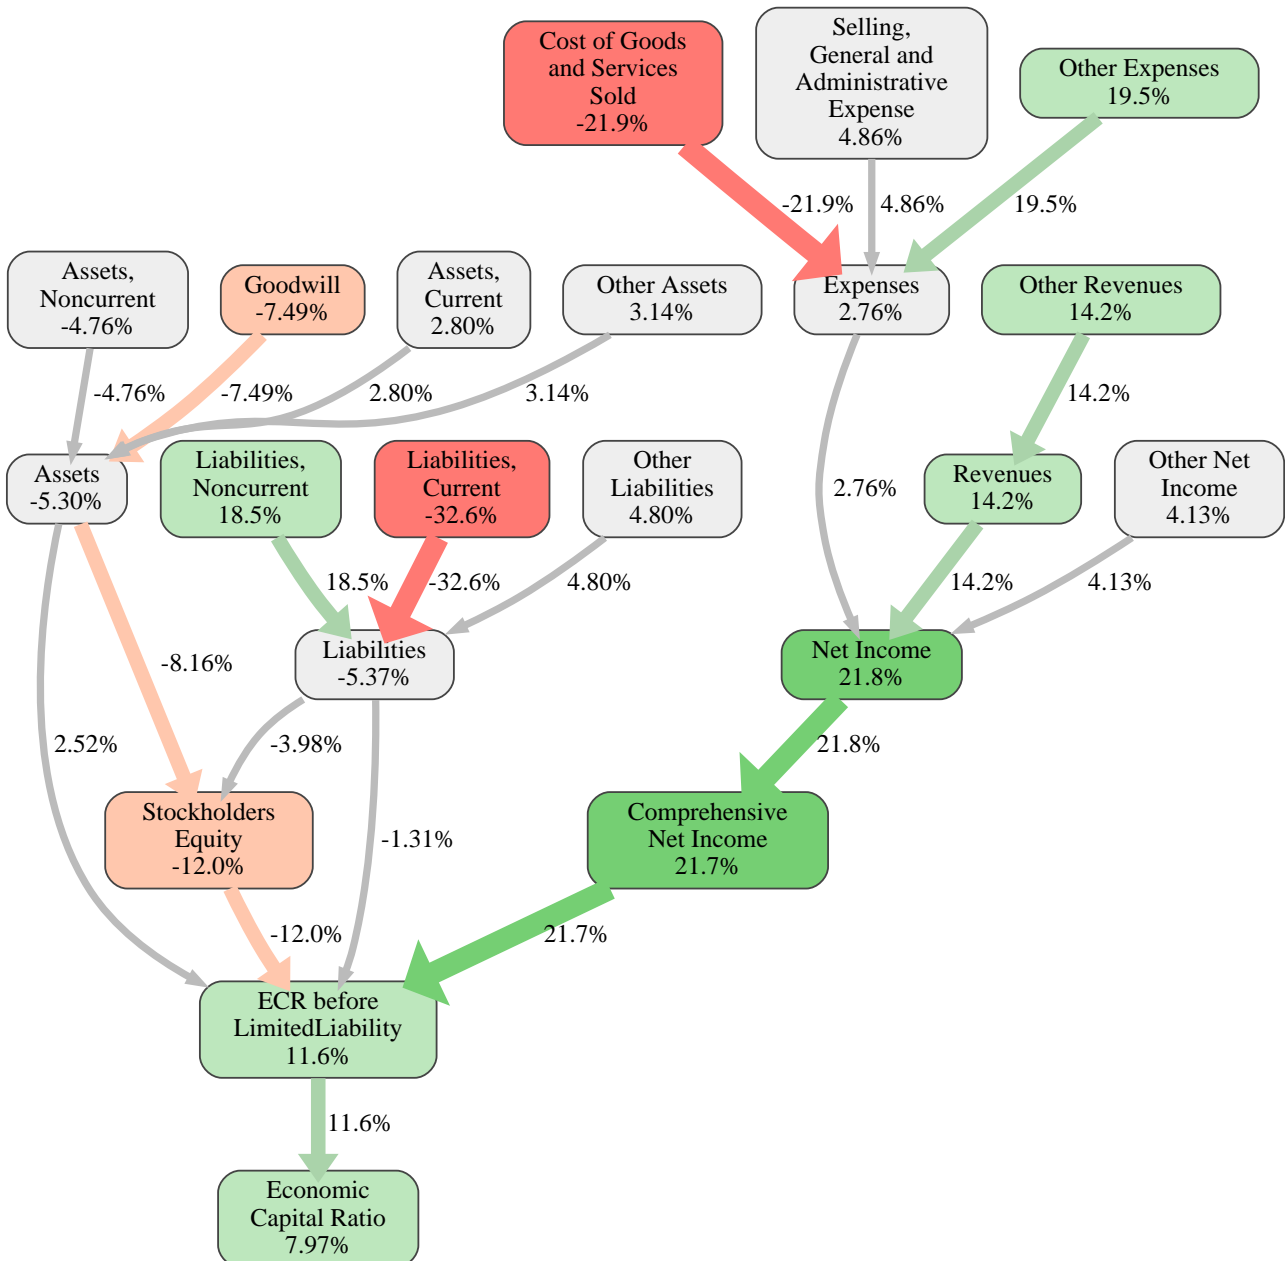 Cost of Goods
and Services
Sold
-21.9%
Selling,
General and
Administrative
Expense
4.86%
Other Expenses
19.5%
-21.9%
4.86%
19.5%
Assets,
Noncurrent
-4.76%
Goodwill
-7.49%
Assets,
Current
2.80%
Other Assets
3.14%
Expenses
2.76%
Other Revenues
14.2%
-4.76%
-7.49%
2.80%
3.14%
14.2%
Assets
-5.30%
Liabilities,
Noncurrent
18.5%
Liabilities,
Current
-32.6%
Other
Liabilities
4.80%
2.76%
Revenues
14.2%
Other Net
Income
4.13%
18.5%
-32.6%
4.80%
14.2%
4.13%
-8.16%
Liabilities
-5.37%
Net Income
21.8%
2.52%
-3.98%
21.8%
Stockholders
Equity
-12.0%
-1.31%
Comprehensive
Net Income
21.7%
-12.0%
21.7%
ECR before
LimitedLiability
11.6%
11.6%
Economic
Capital Ratio
7.97%